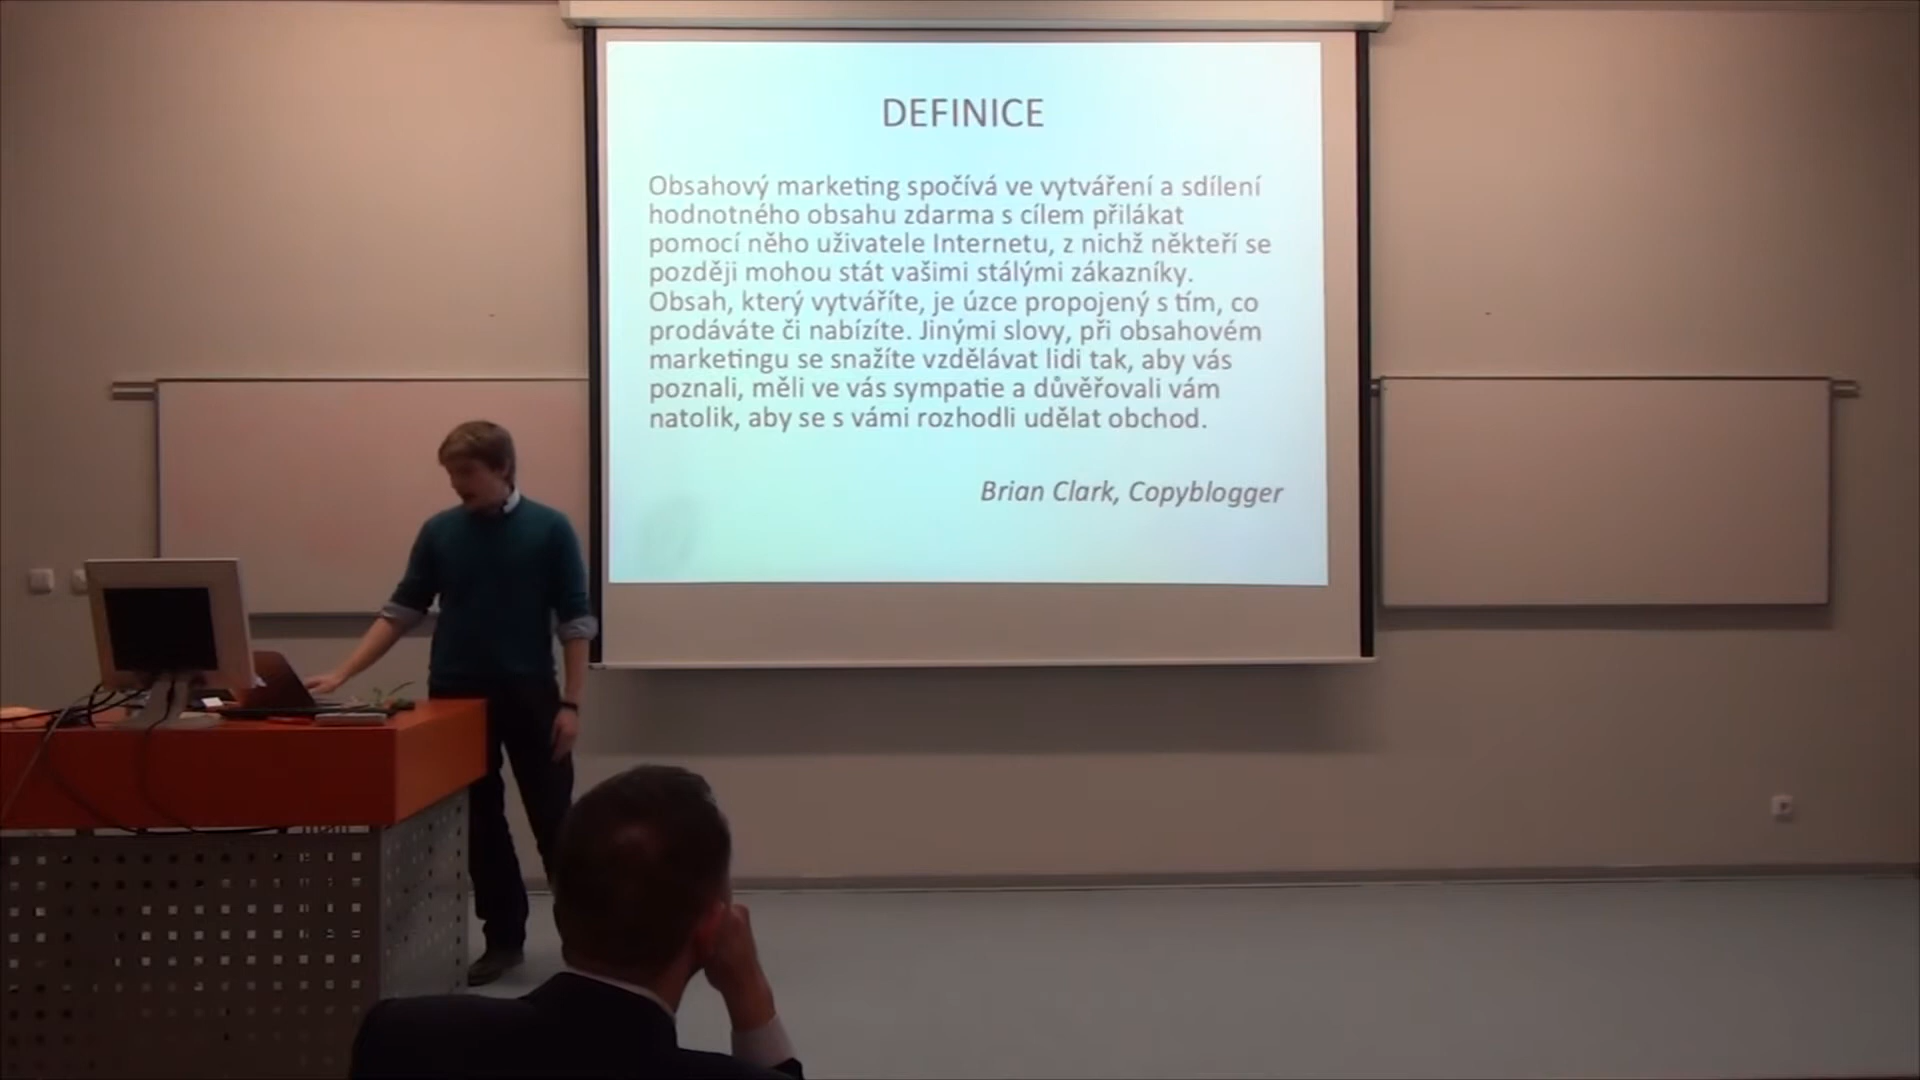 DEFINICE
Obsahový marketing spočívá ve vytváření a sdílení
hodnotného obsahu zdarma s cílem přilákat
pomocí něho uživatele Internetu, z nichž někteří se
později mohou stát vašimi stálými zákazníky.
Obsah, který vytváříte, je úzce propojený s tím, co
prodáváte či nabízíte. Jinými slovy, při obsahovém
marketingu se snažíte vzdělávat lidi tak, aby vás
poznali, měli ve vás sympatie a důvěřovali vám
natolik, aby se s vámi rozhodli udělat obchod.
Brian Clark, Copyblogger